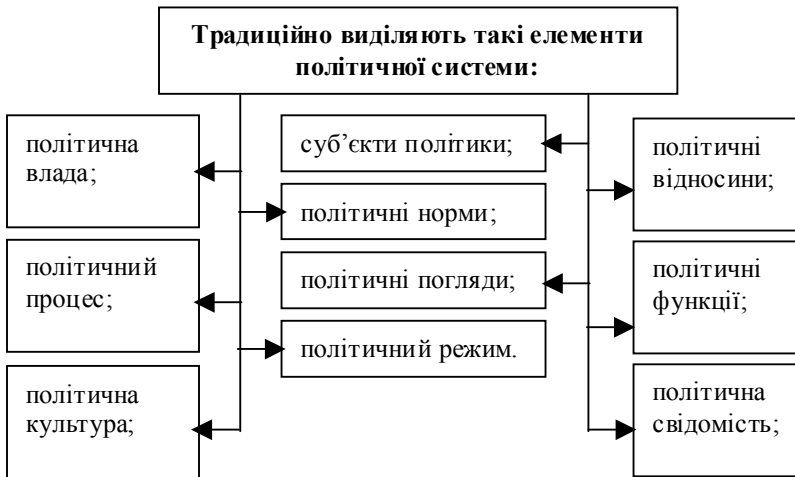 Традиційно виділяють такі елементи
політичної системи:
політична
влада;
політичний
процес;
політична
культура;
суб’єкти політики;
політичні норми;
політичні погляди;
політичний режим.
політичні
відносини;
політичні
функції;
політична
свідомість;